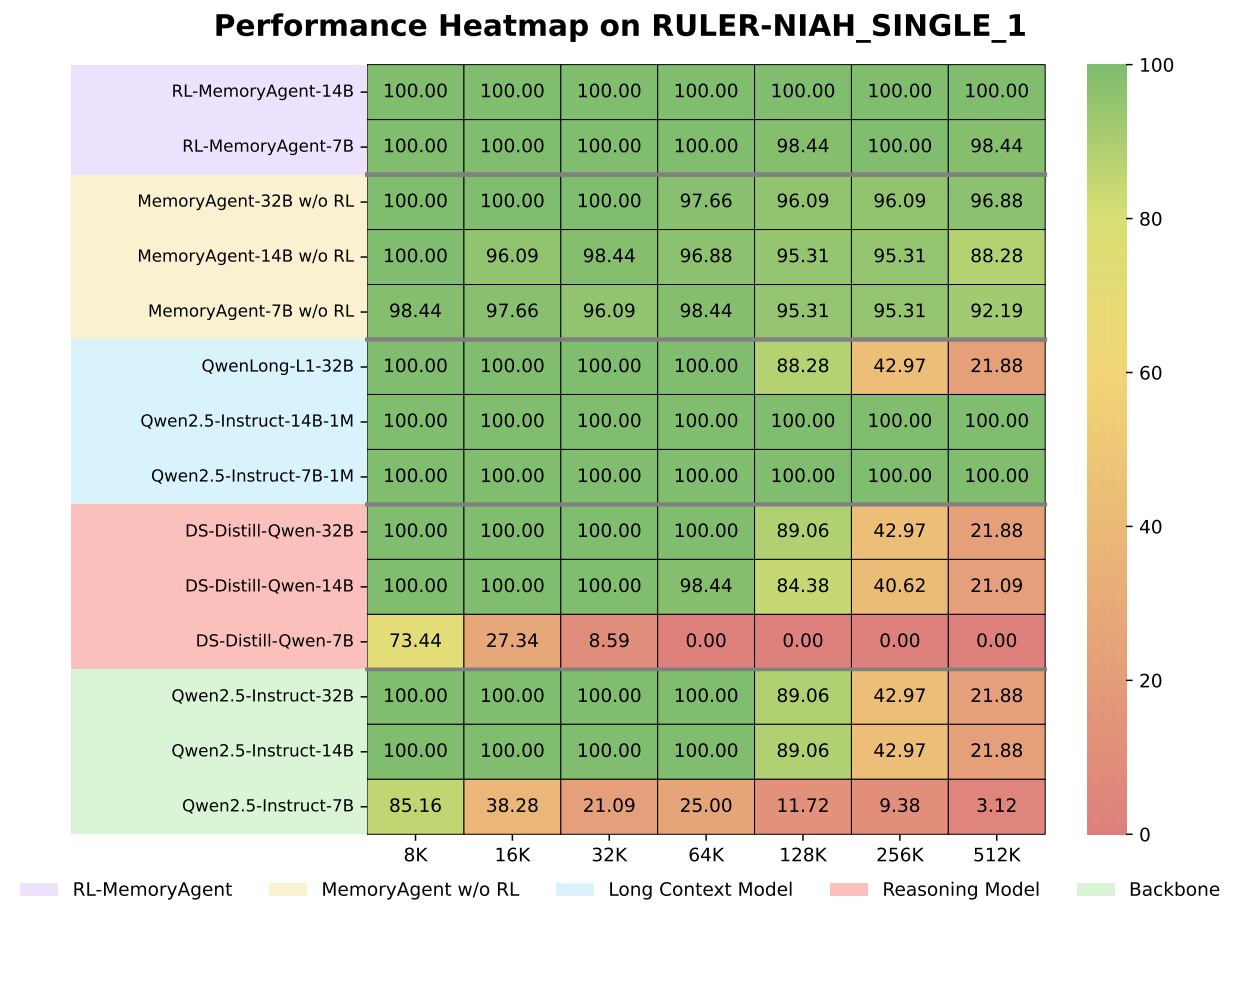 Performance Heatmap on RULER-NIAH_SINGLE_1
RL-MemoryAgent-14B 100.00 100.00 100.00 100.00 100.00 100.00 100.00
RL-MemoryAgent-7B 100.00 100.00 100.00 100.00 98.44 100.00 98.44
MemoryAgent-32B w/o RL 100.00 100.00 100.00 97.66 96.09 96.09 96.88
MemoryAgent-14B w/o RL 100.00 96.09 98.44 96.88 95.31 95.31 88.28
MemoryAgent-7B w/o RL 98.44 97.66 96.09 98.44 95.31 95.31 92.19
QwenLong-L1-32B 100.00 100.00 100.00 100.00 88.28 42.97 21.88
Qwen2.5-Instruct-14B-1M 100.00 100.00 100.00 100.00 100.00 100.00 100.00
Qwen2.5-Instruct-7B-1M 100.00 100.00 100.00 100.00 100.00 100.00 100.00
DS-Distill-Qwen-32B 100.00 100.00 100.00 100.00 89.06 42.97 21.88
DS-Distill-Qwen-14B 100.00 100.00 100.00 98.44 84.38 40.62 21.09
DS-Distill-Qwen-7B 73.44 27.34 8.59 0.00 0.00 0.00 0.00
Qwen2.5-Instruct-32B 100.00 100.00 100.00 100.00 89.06 42.97 21.88
Qwen2.5-Instruct-14B 100.00 100.00 100.00 100.00 89.06 42.97 21.88
Qwen2.5-Instruct-7B 85.16 38.28 21.09 25.00 11.72 9.38 3.12
8K 16K 32K 64K 128K 256K 512K
100
80
60
40
20
0
RL-MemoryAgent MemoryAgent w/o RL Long Context Model Reasoning Model Backbone